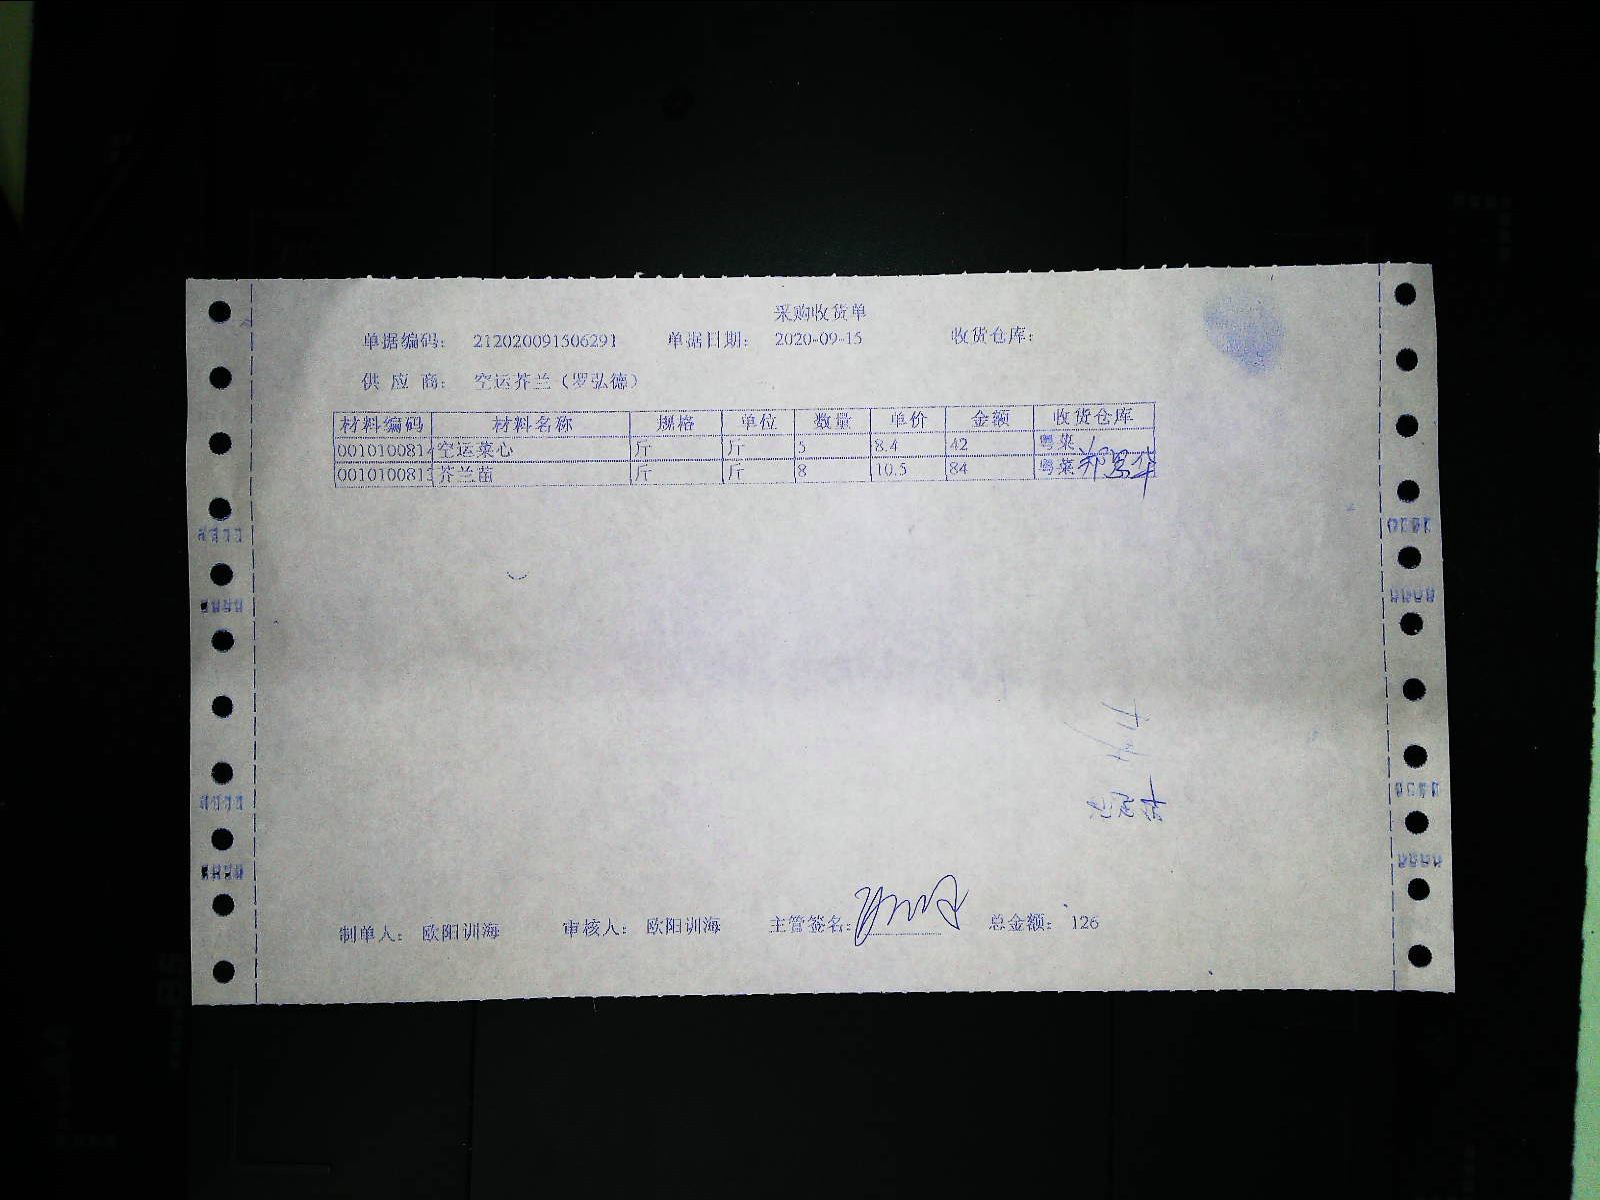 采购收货单
单据编码： 212020091506291 单据日期： 2020-09-15 收货仓库：
供 应 商： 空运芥兰（罗弘德）
材料编码 材料名称 规格 单位 数量 单价 金额 收货仓库
0010100814 空运菜心 斤 斤 5 8.4 42 粤菜
001010081 芥兰苗 斤 斤 8 10.5 84 粤菜
制单人： 欧阳训海 审核人： 欧阳训海 主管签名： 总金额： 126